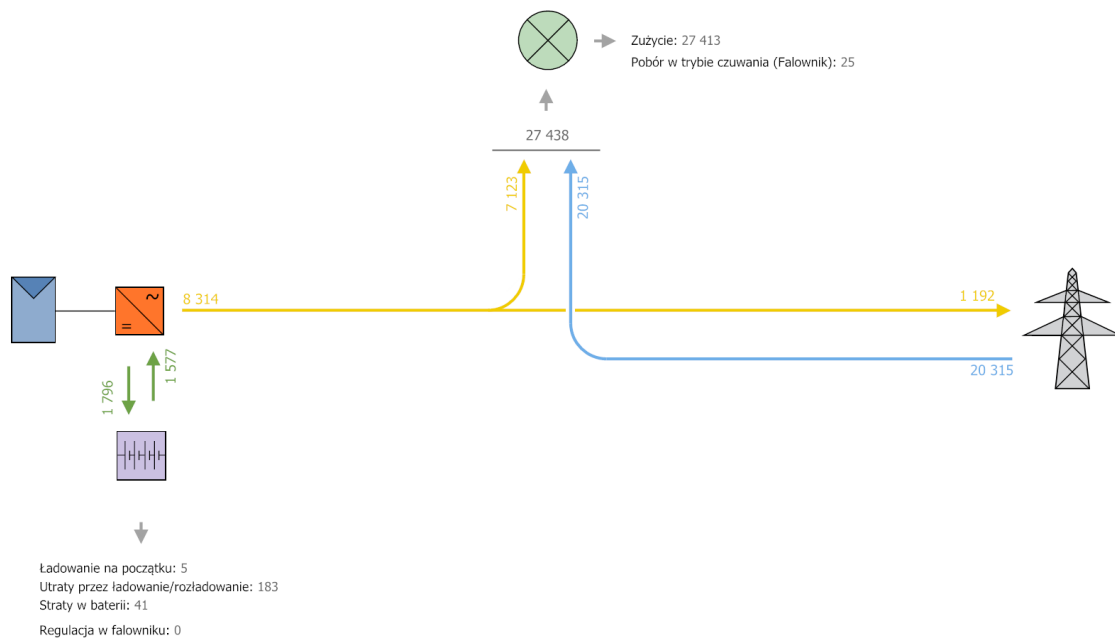 Zużycie: 27 413
Pobór w trybie czuwania (Falownik): 25
27 438
7 123
20 315
8 314
1 192
20 315
1 796
1 577
Ładowanie na początku: 5
Utraty przez ładowanie/rozładowanie: 183
Straty w baterii: 41
Regulacja w falowniku: 0